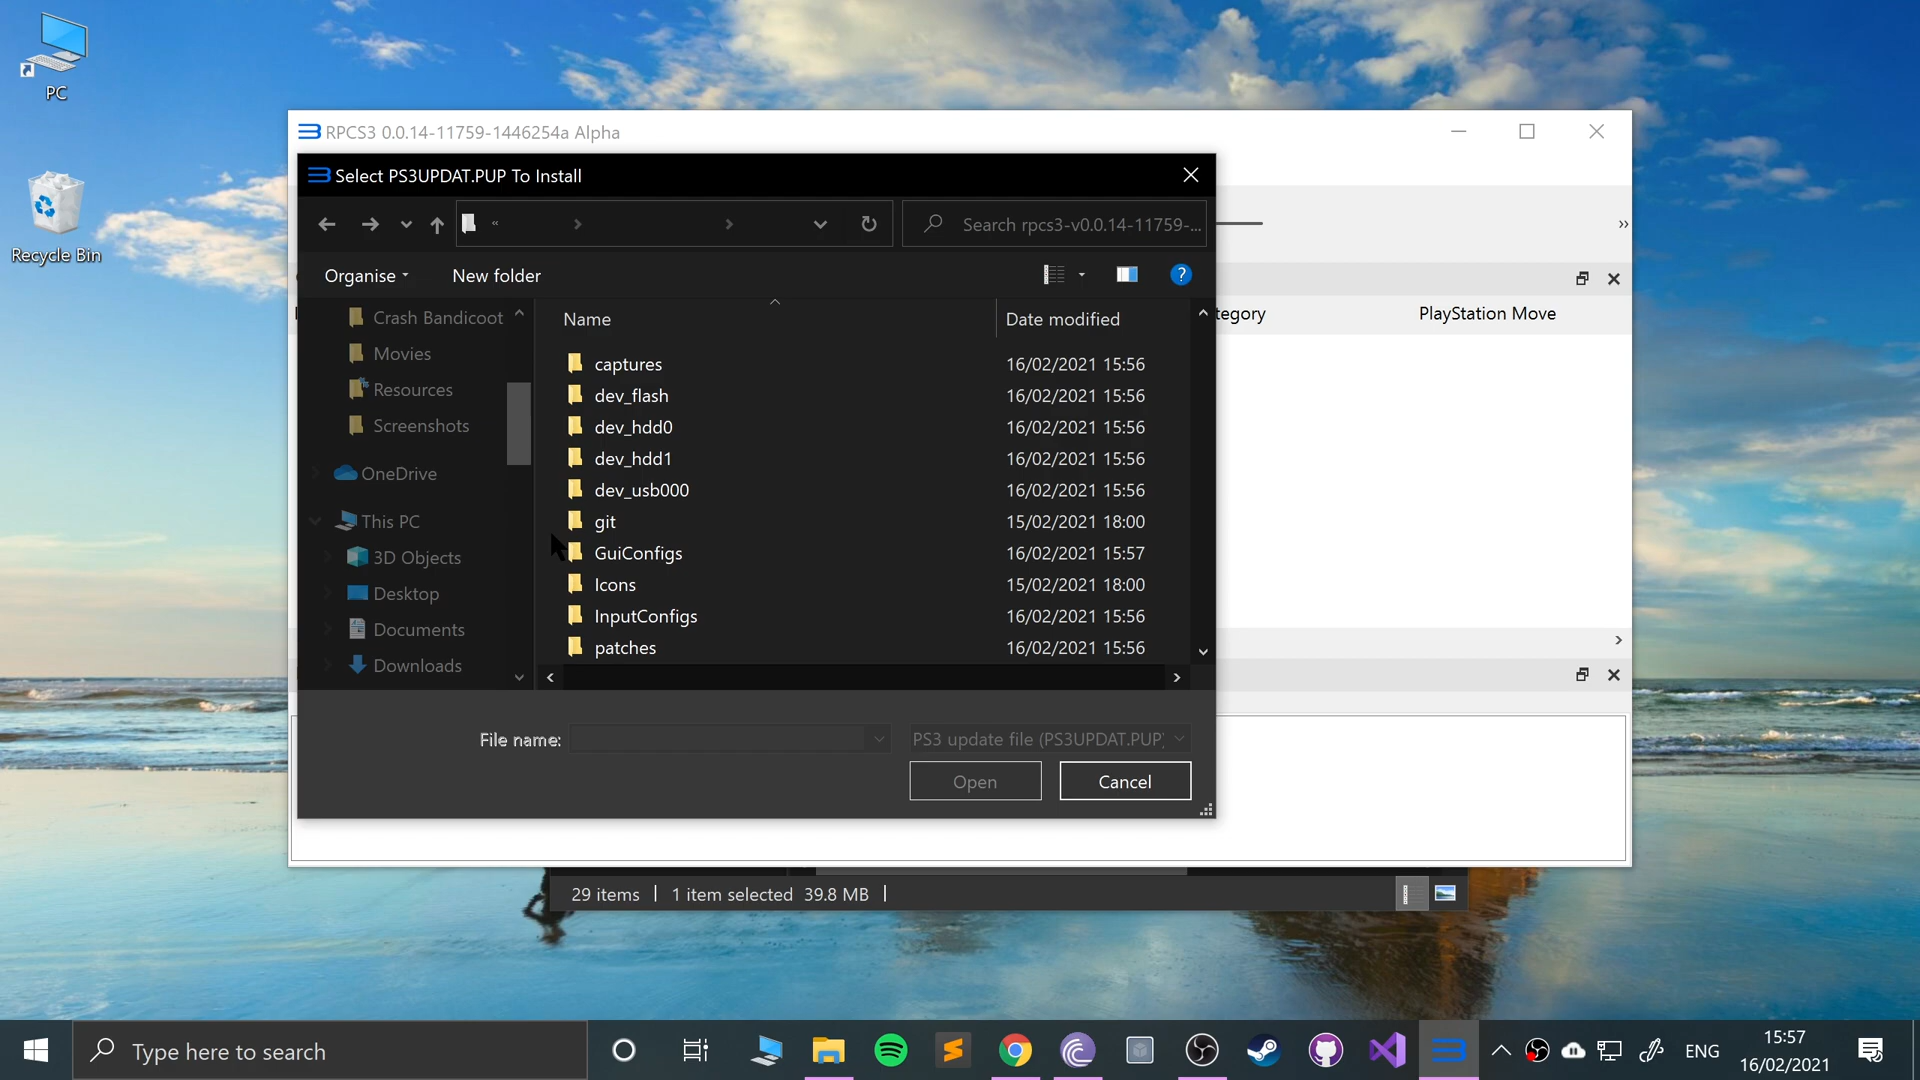 PC
Recycle Bin
RPCS3 0.0.14-11759-1446254a Alpha
Select PS3UPDAT.PUP To Install
Search rpcs3-v0.0.14-11759-...
Organise
New folder
Crash Bandicoot
Movies
Resources
Screenshots
OneDrive
This PC
3D Objects
Desktop
Documents
Downloads
Name Date modified
captures 16/02/2021 15:56
dev_flash 16/02/2021 15:56
dev_hdd0 16/02/2021 15:56
dev_hdd1 16/02/2021 15:56
dev_usb000 16/02/2021 15:56
git 15/02/2021 18:00
GuiConfigs 16/02/2021 15:57
Icons 15/02/2021 18:00
InputConfigs 16/02/2021 15:56
patches 16/02/2021 15:56
File name:
PS3 update file (PS3UPDAT.PUP)
Open
Cancel
tegory
PlayStation Move
29 items 1 item selected 39.8 MB
Type here to search
ENG
15:57
16/02/2021